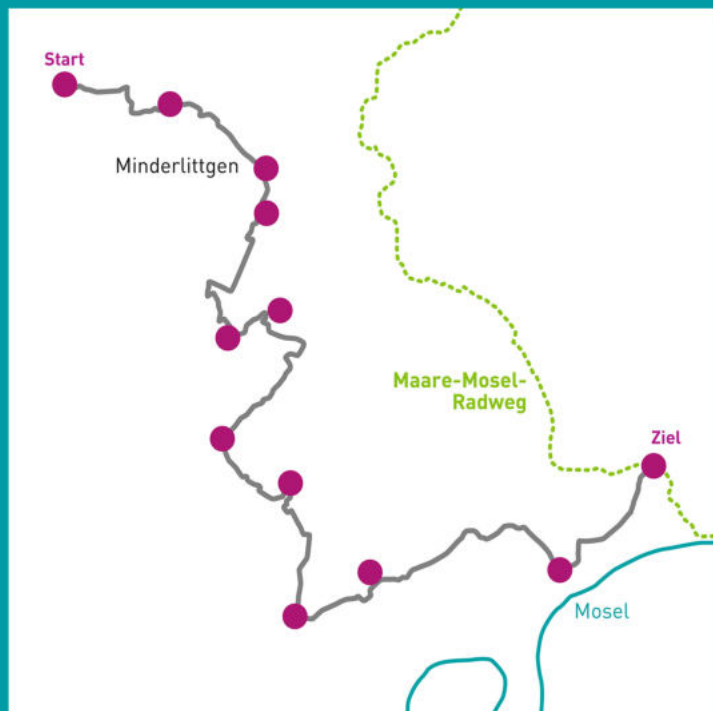 Start
Minderlittgen
Maare-Mosel-
Radweg
Ziel
Mosel